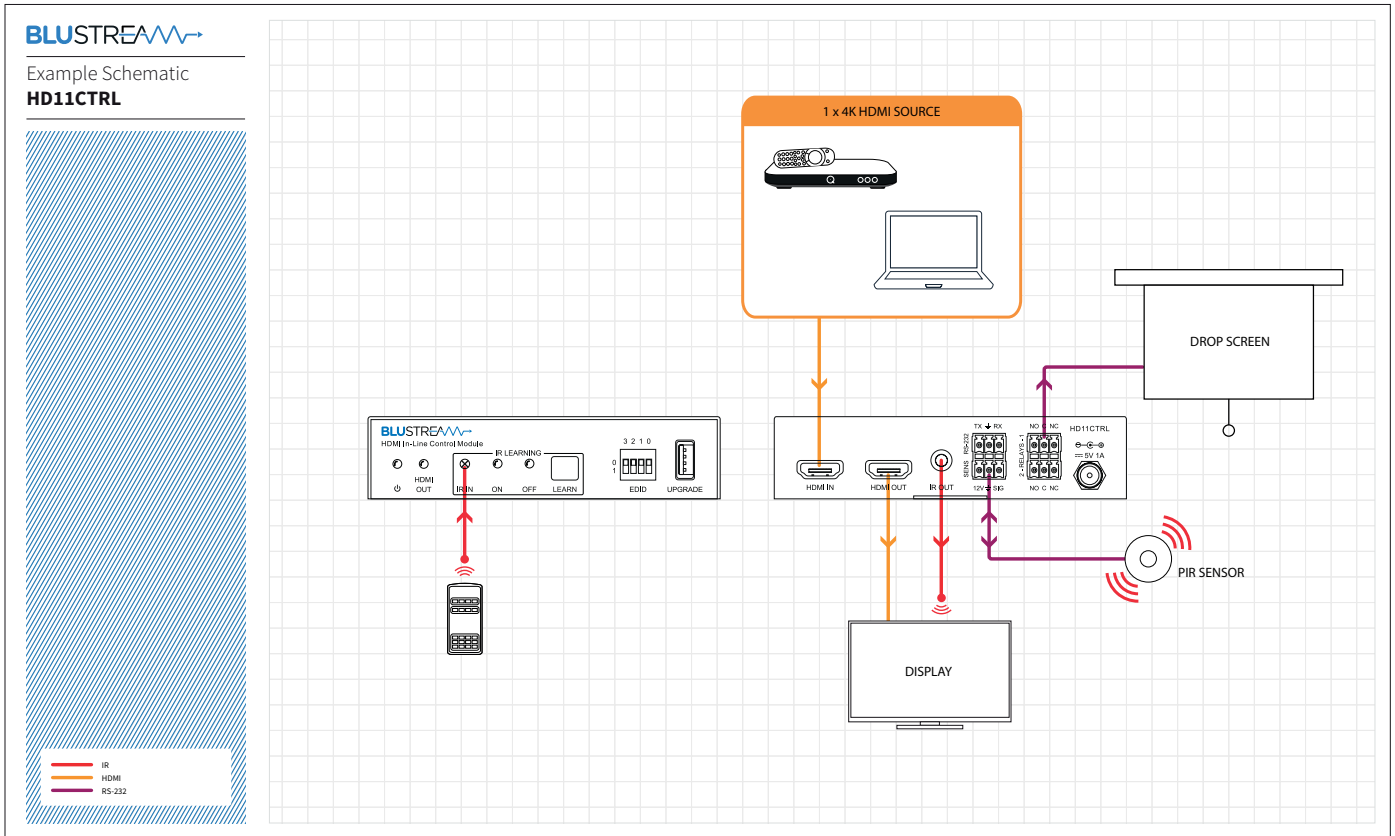 BLUSTREAM
Example Schematic
HD11CTRL
1 x 4K HDMI SOURCE
DROP SCREEN
BLUSTREAM
HDMI In-Line Control Module
IR LEARNING
HDMI
OUT
IR IN
ON
OFF
LEARN
3 2 1 0
0
1
EDID
UPGRADE
HDMI IN
HDMI OUT
IR OUT
TX RX
RS-232
SENS
12V SIG
NO C NC
2 - RELAYS - 1
NO C NC
HD11CTRL
5V 1A
PIR SENSOR
DISPLAY
IR
HDMI
RS-232